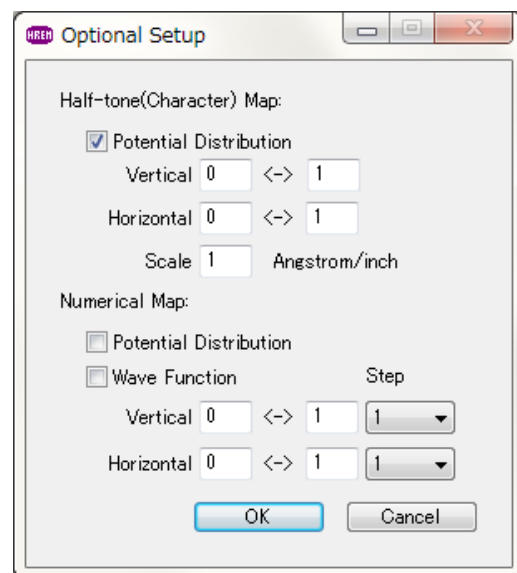 HREM Optional Setup
Half-tone(Character) Map:
Potential Distribution
Vertical 0 <-> 1
Horizontal 0 <-> 1
Scale 1 Angstrom/inch
Numerical Map:
Potential Distribution
Wave Function Step
Vertical 0 <-> 1 1
Horizontal 0 <-> 1 1
OK Cancel